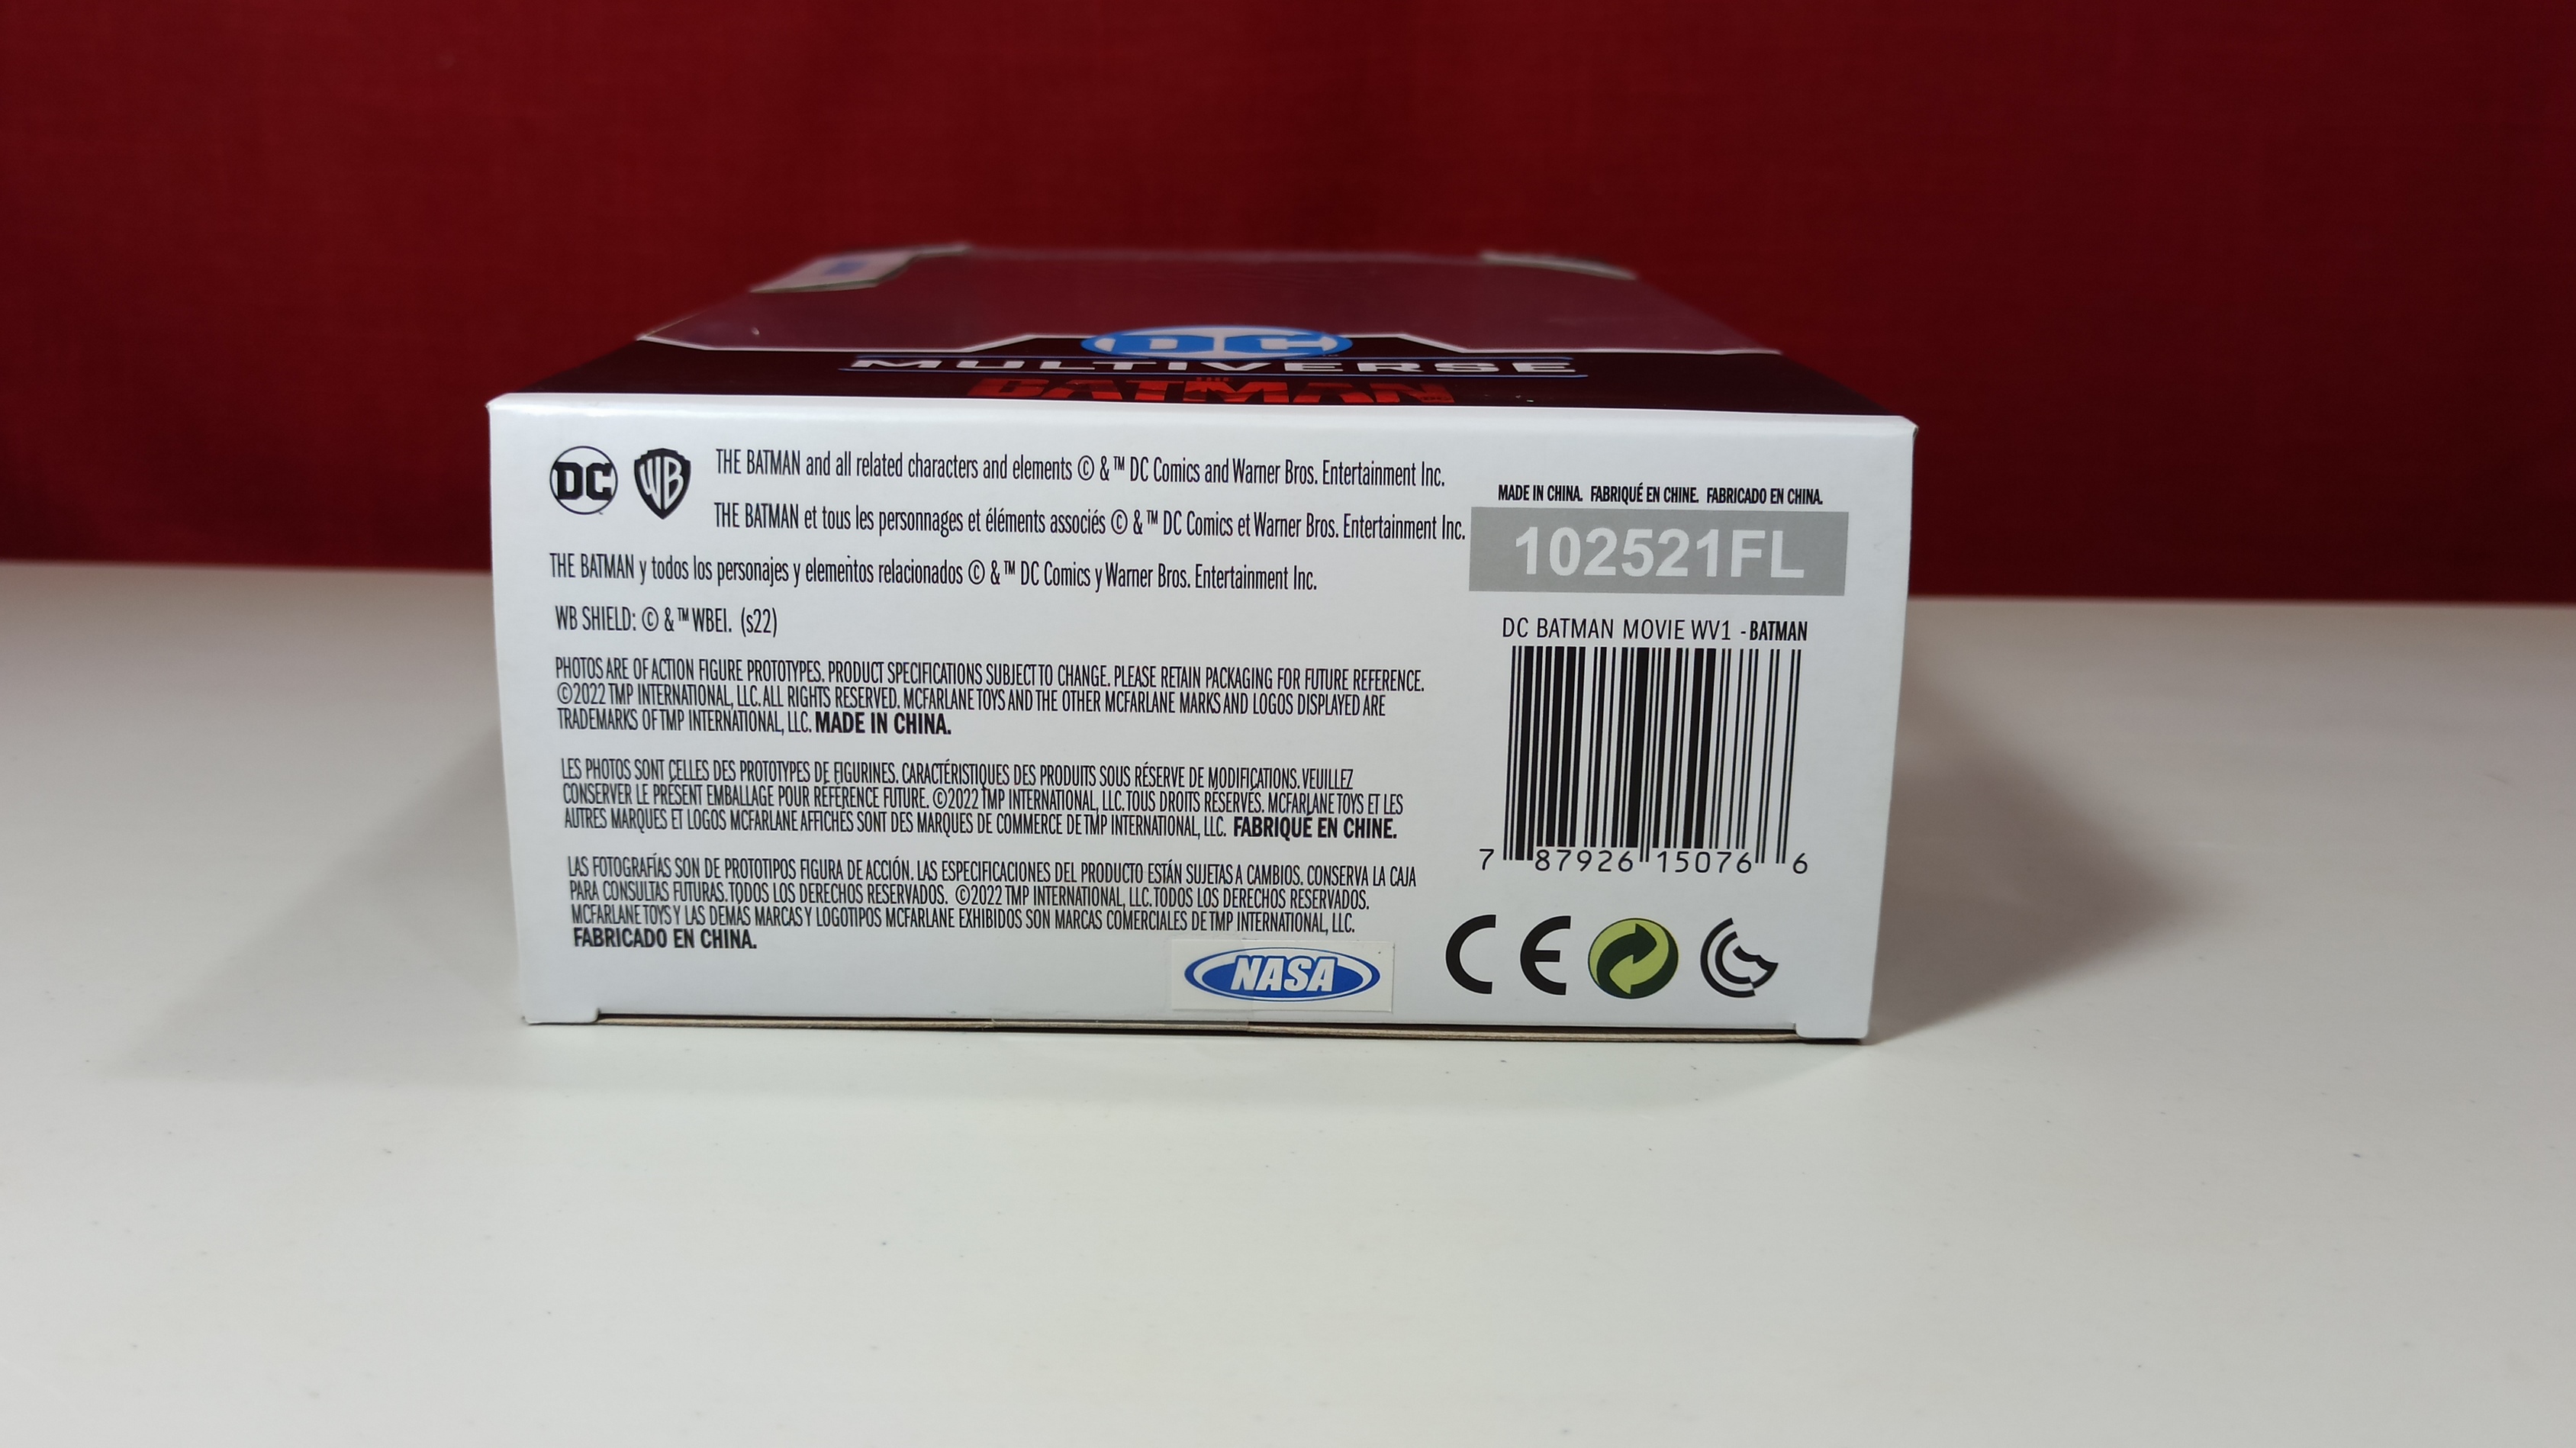 DC
MULTIVERSE
THE
BATMAN
DC WB
THE BATMAN and all related characters and elements © & ™ DC Comics and Warner Bros. Entertainment Inc.
THE BATMAN et tous les personnages et éléments associés © & ™ DC Comics et Warner Bros. Entertainment Inc.
THE BATMAN y todos los personajes y elementos relacionados © & ™ DC Comics y Warner Bros. Entertainment Inc.
WB SHIELD: © & ™ WBEI. (s22)
PHOTOS ARE OF ACTION FIGURE PROTOTYPES. PRODUCT SPECIFICATIONS SUBJECT TO CHANGE. PLEASE RETAIN PACKAGING FOR FUTURE REFERENCE.
©2022 TMP INTERNATIONAL, LLC. ALL RIGHTS RESERVED. MCFARLANE TOYS AND THE OTHER MCFARLANE MARKS AND LOGOS DISPLAYED ARE
TRADEMARKS OF TMP INTERNATIONAL, LLC. MADE IN CHINA.
LES PHOTOS SONT CELLES DES PROTOTYPES DE FIGURINES. CARACTÉRISTIQUES DES PRODUITS SOUS RÉSERVE DE MODIFICATIONS. VEUILLEZ
CONSERVER LE PRÉSENT EMBALLAGE POUR RÉFÉRENCE FUTURE. ©2022 TMP INTERNATIONAL, LLC. TOUS DROITS RÉSERVÉS. MCFARLANE TOYS ET LES
AUTRES MARQUES ET LOGOS MCFARLANE AFFICHÉS SONT DES MARQUES DE COMMERCE DE TMP INTERNATIONAL, LLC. FABRIQUÉ EN CHINE.
LAS FOTOGRAFÍAS SON DE PROTOTIPOS FIGURA DE ACCIÓN. LAS ESPECIFICACIONES DEL PRODUCTO ESTÁN SUJETAS A CAMBIOS. CONSERVA LA CAJA
PARA CONSULTAS FUTURAS. TODOS LOS DERECHOS RESERVADOS. ©2022 TMP INTERNATIONAL, LLC. TODOS LOS DERECHOS RESERVADOS.
MCFARLANE TOYS Y LAS DEMÁS MARCAS Y LOGOTIPOS MCFARLANE EXHIBIDOS SON MARCAS COMERCIALES DE TMP INTERNATIONAL, LLC.
FABRICADO EN CHINA.
NASA
MADE IN CHINA. FABRIQUÉ EN CHINE. FABRICADO EN CHINA.
102521FL
DC BATMAN MOVIE WV1 - BATMAN
7 87926 15076 6
CE